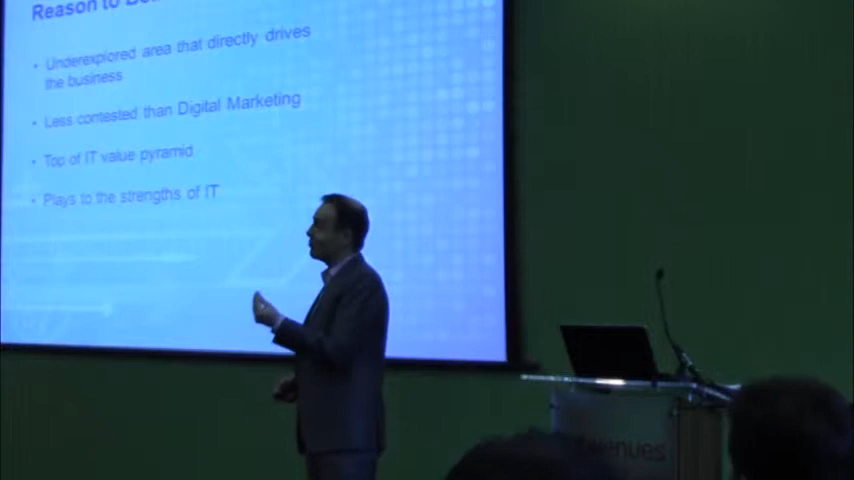 Reason to
• Underexplored area that directly drives
the business
• Less contested than Digital Marketing
• Top of IT value pyramid
• Plays to the strengths of IT
venues